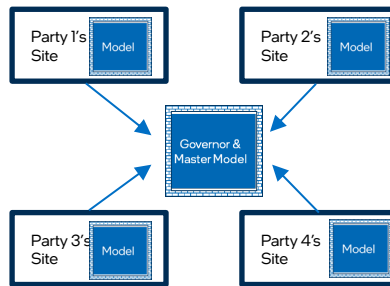 Party 1's
Site
Model
Party 2's
Site
Model
Governor &
Master Model
Party 3's
Site
Model
Party 4's
Site
Model